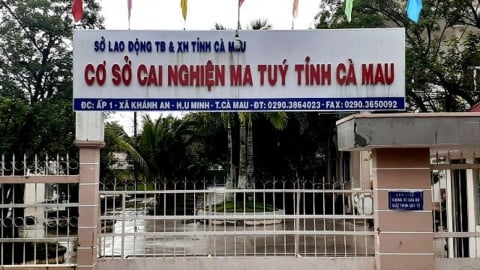 SỞ LAO ĐỘNG TB & XH TỈNH CÀ MAU
CƠ SỞ CAI NGHIỆN MA TUÝ TỈNH CÀ MAU
ĐC: ẤP 1 - XÃ KHÁNH AN - H.U MINH - T.CÀ MAU - ĐT: 0290.3864023 - FAX: 0290.3650092